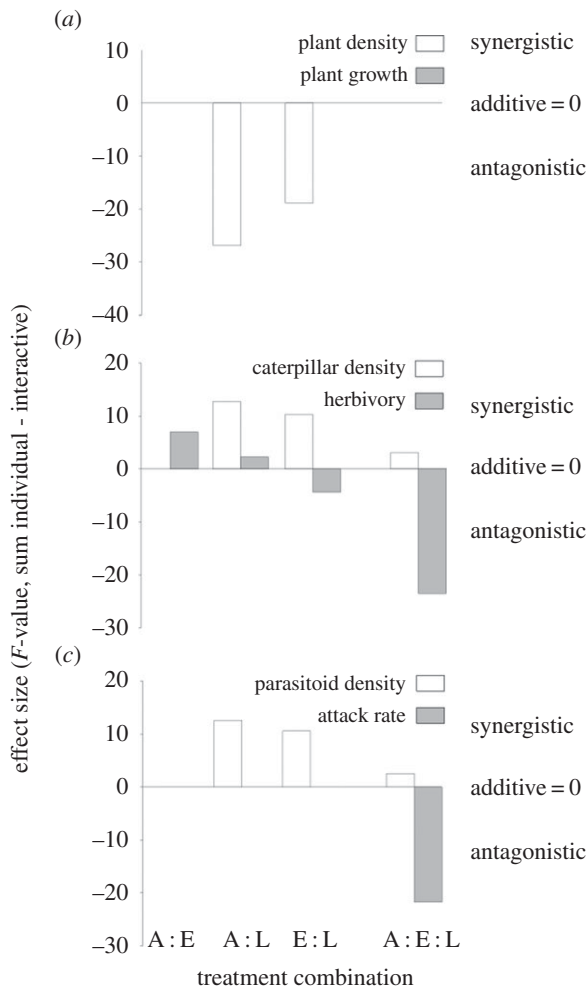 (a)
10
0
−10
−20
−30
−40
plant density
plant growth
synergistic
additive = 0
antagonistic
(b)
20
10
0
−10
−20
−30
caterpillar density
herbivory
synergistic
additive = 0
antagonistic
(c)
20
10
0
−10
−20
−30
parasitoid density
attack rate
synergistic
additive = 0
antagonistic
A : E A : L E : L A : E : L
treatment combination
effect size (F-value, sum individual - interactive)